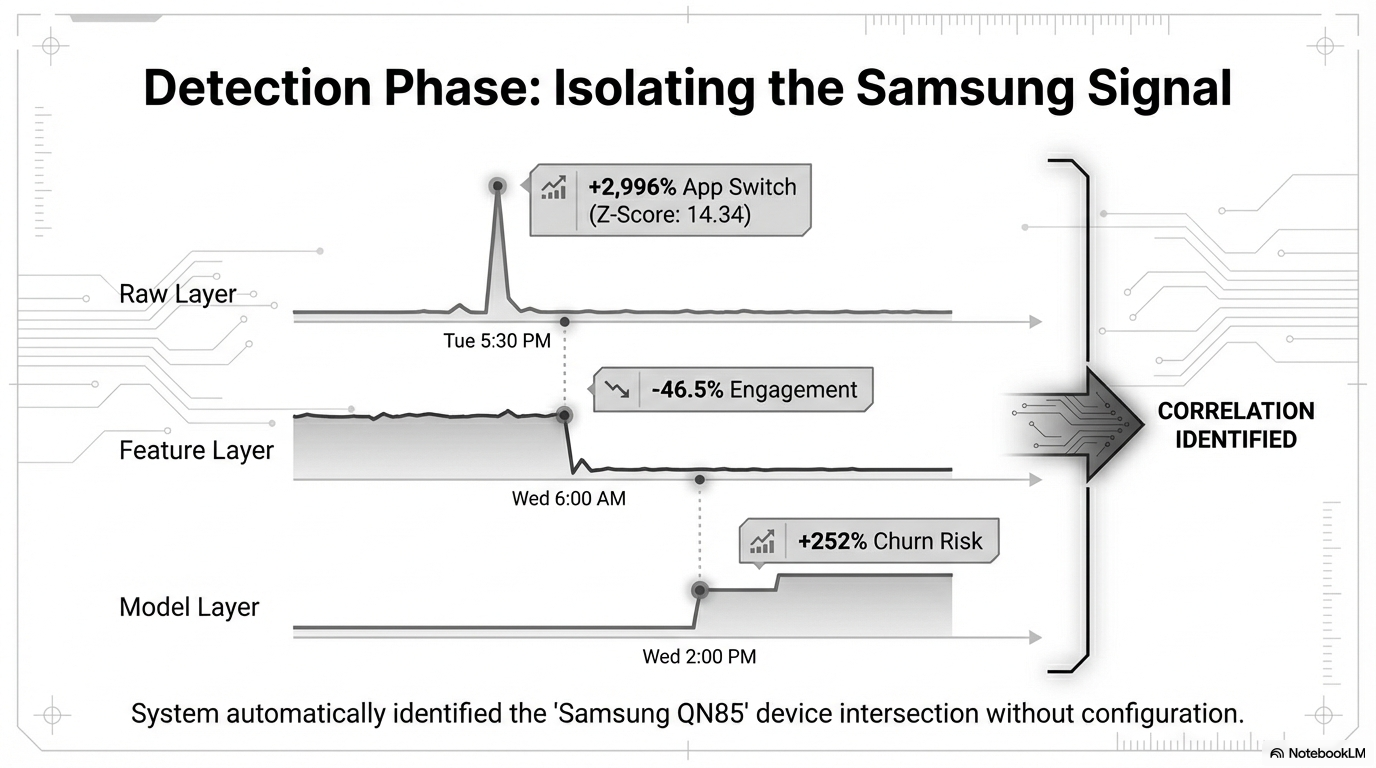 Detection Phase: Isolating the Samsung Signal
+2,996% App Switch
(Z-Score: 14.34)
Raw Layer
Tue 5:30 PM
-46.5% Engagement
Feature Layer
CORRELATION
IDENTIFIED
Wed 6:00 AM
+252% Churn Risk
Model Layer
Wed 2:00 PM
System automatically identified the 'Samsung QN85' device intersection without configuration.
NotebookLM